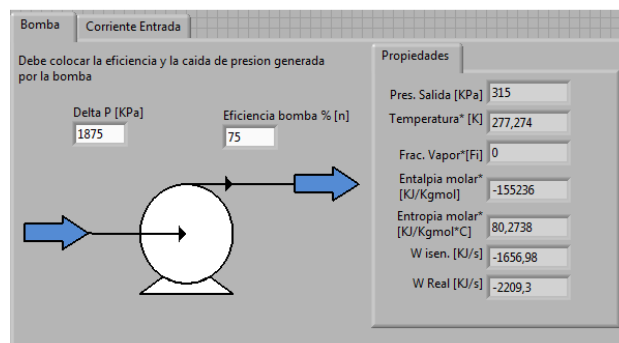 Bomba
Corriente Entrada
Debe colocar la eficiencia y la caida de presion generada
por la bomba
Delta P [KPa]
1875
Eficiencia bomba % [n]
75
Propiedades
Pres. Salida [KPa] 315
Temperatura* [K] 277,274
Frac. Vapor*[Fi] 0
Entalpia molar*
[KJ/Kgmol] -155236
Entropia molar*
[KJ/Kgmol*C] 80,2738
W isen. [KJ/s] -1656,98
W Real [KJ/s] -2209,3